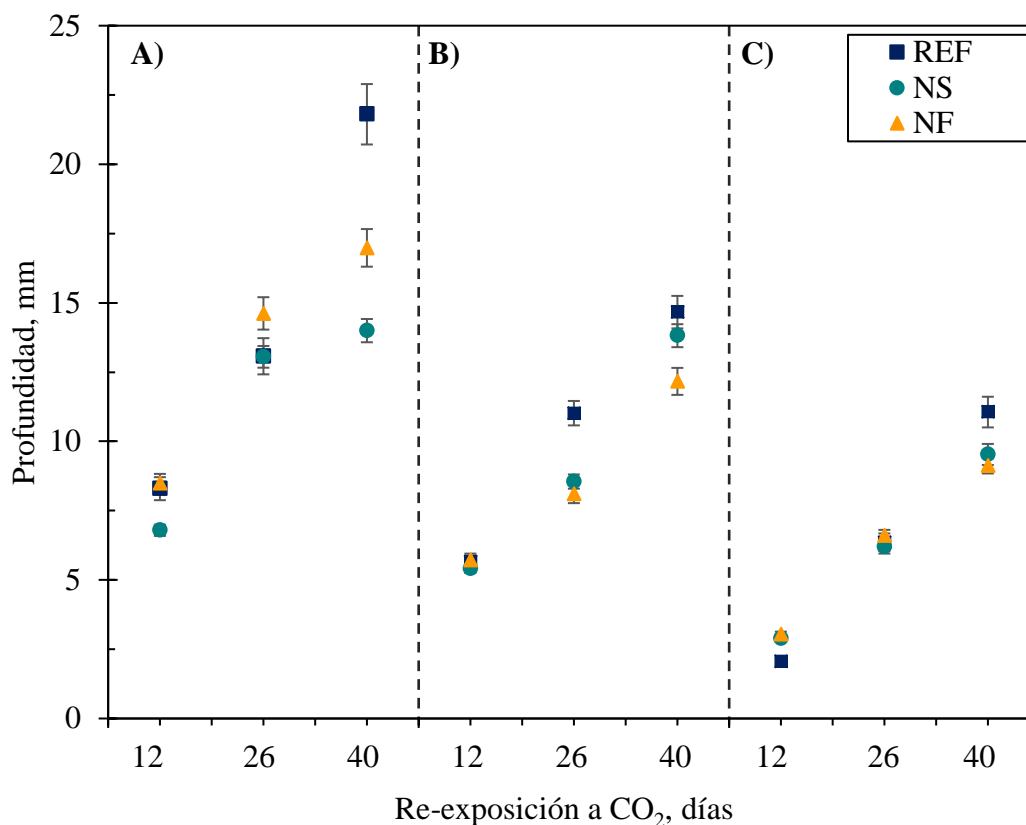 A)
B)
C)
REF
NS
NF
25
20
15
10
5
0
Profundidad, mm
12 26 40 12 26 40 12 26 40
Re-exposición a CO₂, días